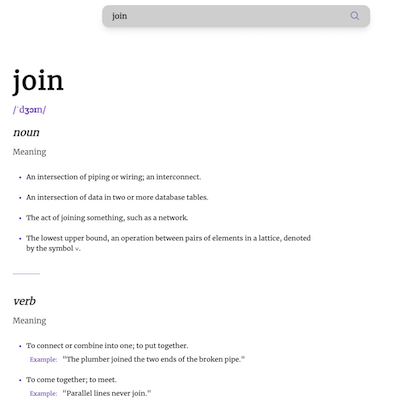 join
join
/ˈdʒɔɪn/
noun
Meaning
An intersection of piping or wiring; an interconnect.
An intersection of data in two or more database tables.
The act of joining something, such as a network.
The lowest upper bound, an operation between pairs of elements in a lattice, denoted
by the symbol ∨.
verb
Meaning
To connect or combine into one; to put together.
Example: "The plumber joined the two ends of the broken pipe."
To come together; to meet.
Example: "Parallel lines never join."